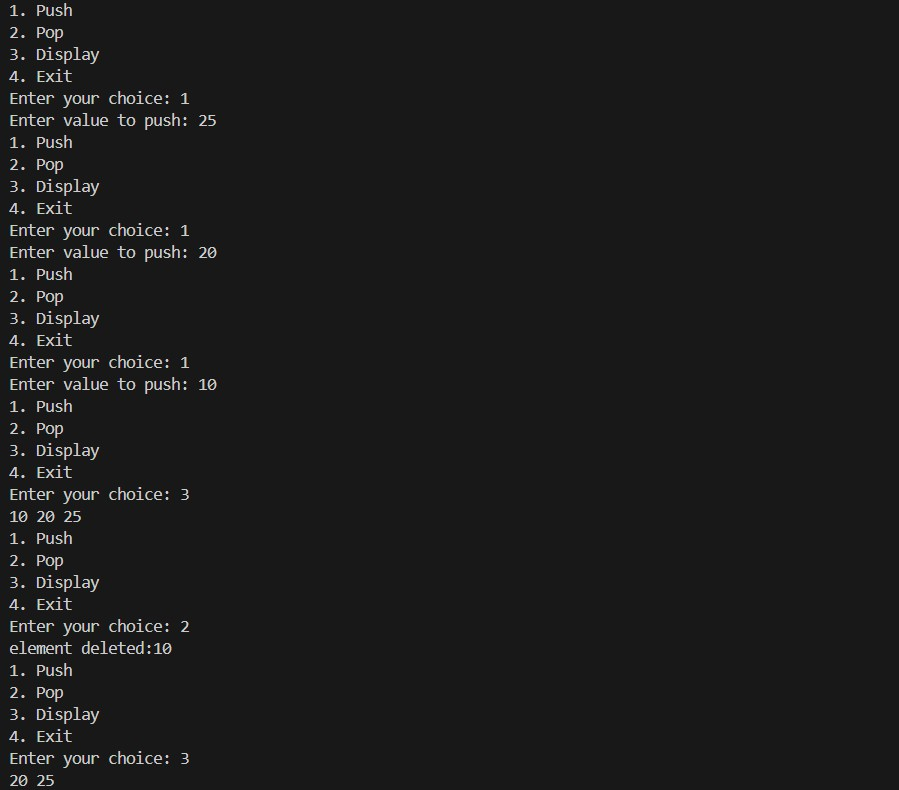 1. Push
2. Pop
3. Display
4. Exit
Enter your choice: 1
Enter value to push: 25
1. Push
2. Pop
3. Display
4. Exit
Enter your choice: 1
Enter value to push: 20
1. Push
2. Pop
3. Display
4. Exit
Enter your choice: 1
Enter value to push: 10
1. Push
2. Pop
3. Display
4. Exit
Enter your choice: 3
10 20 25
1. Push
2. Pop
3. Display
4. Exit
Enter your choice: 2
element deleted:10
1. Push
2. Pop
3. Display
4. Exit
Enter your choice: 3
20 25